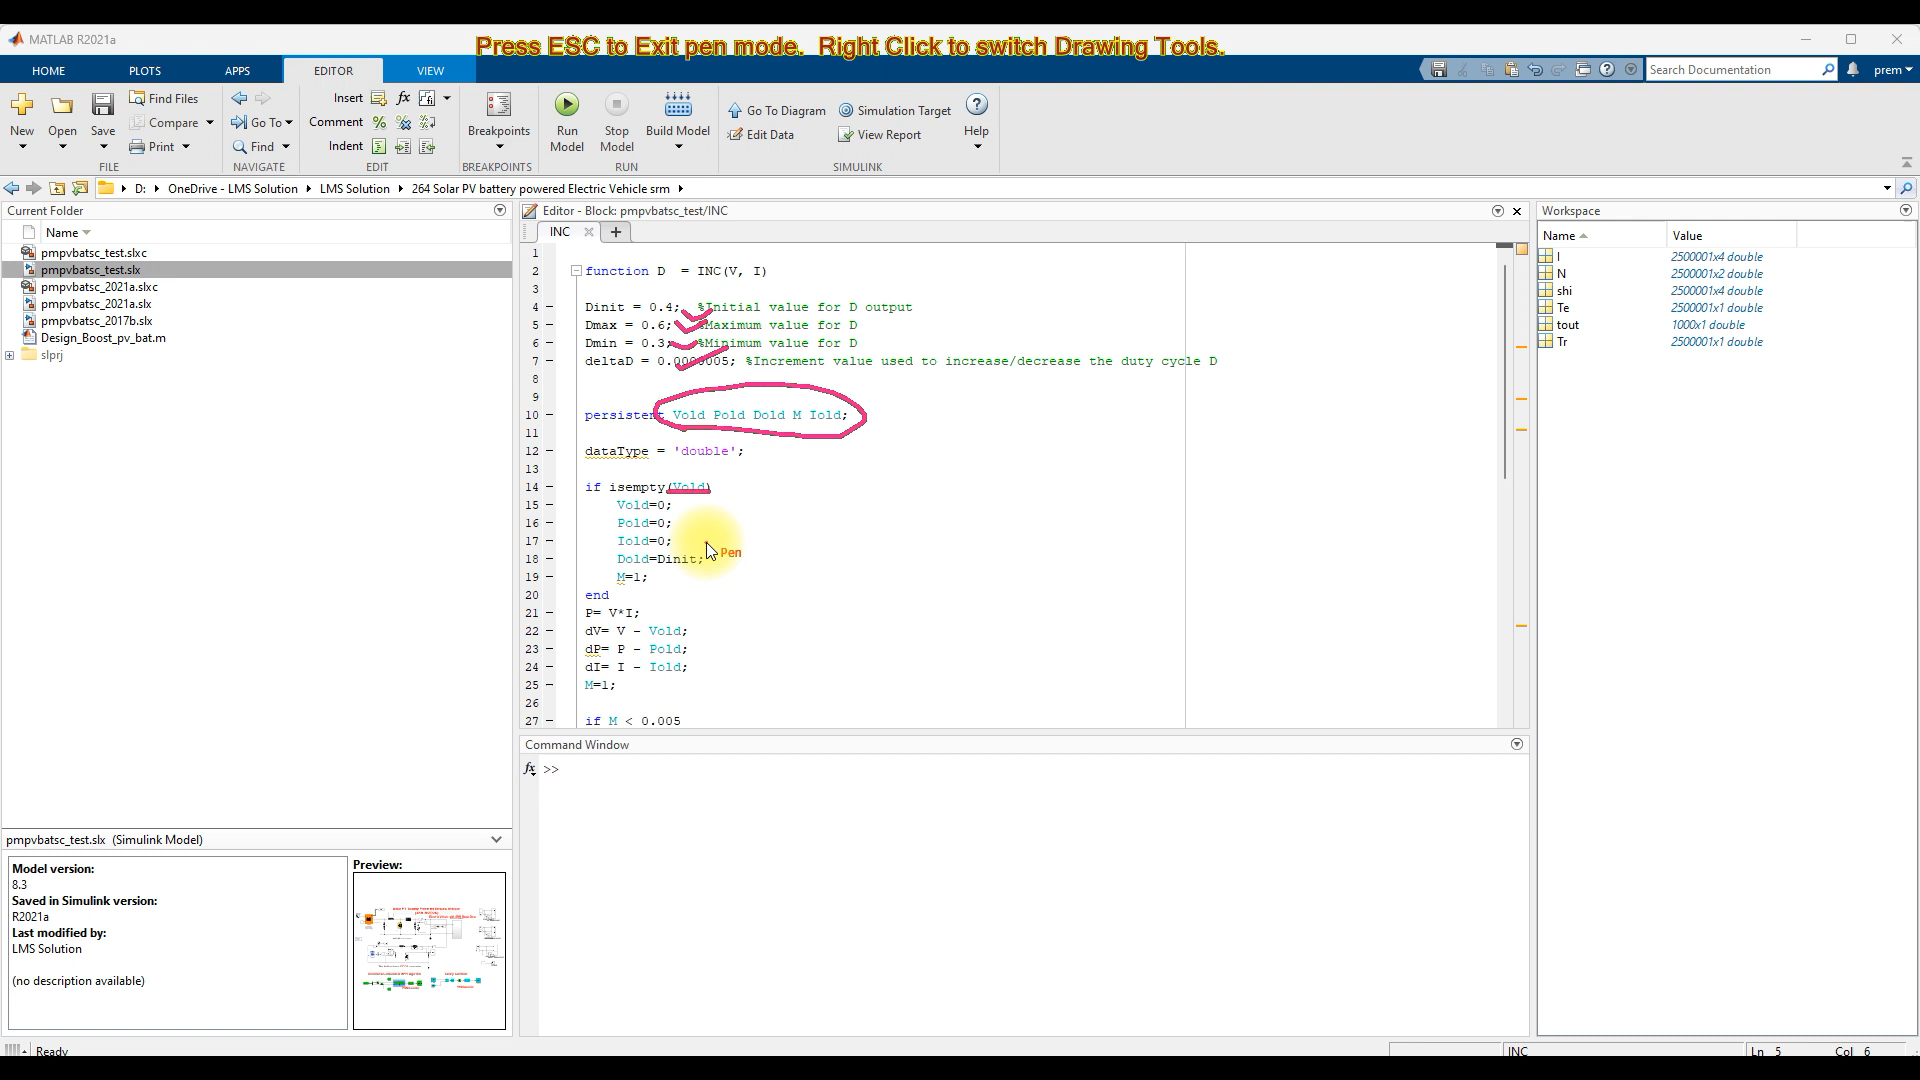 MATLAB R2021a
Press ESC to Exit pen mode. Right Click to switch Drawing Tools.
HOME PLOTS APPS EDITOR VIEW Search Documentation prem
New Open Save Find Files Compare Print
FILE
Go To Find
NAVIGATE
Insert fx
Comment
Indent
EDIT
Breakpoints
BREAKPOINTS
Run Model Stop Model Build Model
RUN
Go To Diagram Simulation Target
Edit Data View Report
Help
SIMULINK
D: OneDrive - LMS Solution LMS Solution 264 Solar PV battery powered Electric Vehicle srm
Current Folder
Name
pmpvbatsc_test.slxc
pmpvbatsc_test.slx
pmpvbatsc_2021a.slxc
pmpvbatsc_2021a.slx
pmpvbatsc_2017b.slx
Design_Boost_pv_bat.m
slprj
pmpvbatsc_test.slx (Simulink Model)
Model version:
8.3
Saved in Simulink version:
R2021a
Last modified by:
LMS Solution
(no description available)
Preview:
Editor - Block: pmpvbatsc_test/INC
INC
1
2 function D = INC(V, I)
3
4 Dinit = 0.4; %Initial value for D output
5 Dmax = 0.6; %Maximum value for D
6 Dmin = 0.3; %Minimum value for D
7 deltaD = 0.0000005; %Increment value used to increase/decrease the duty cycle D
8
9
10 persistent Vold Pold Dold M Iold;
11
12 dataType = 'double';
13
14 if isempty(Vold)
15 Vold=0;
16 Pold=0;
17 Iold=0;
18 Dold=Dinit;
19 M=1;
20 end
21 P= V*I;
22 dV= V - Vold;
23 dP= P - Pold;
24 dI= I - Iold;
25 M=1;
26
27 if M < 0.005
Pen
Command Window
fx >>
Workspace
Name Value
I 2500001x4 double
N 2500001x2 double
shi 2500001x4 double
Te 2500001x1 double
tout 1000x1 double
Tr 2500001x1 double
Ready INC Ln 5 Col 6